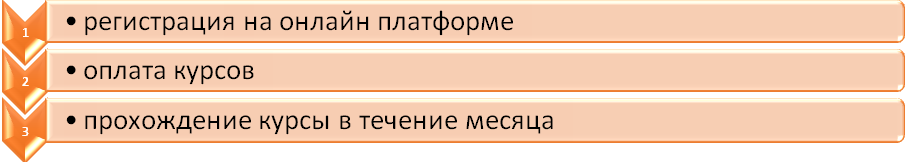 1 • регистрация на онлайн платформе
2 • оплата курсов
3 • прохождение курсы в течение месяца